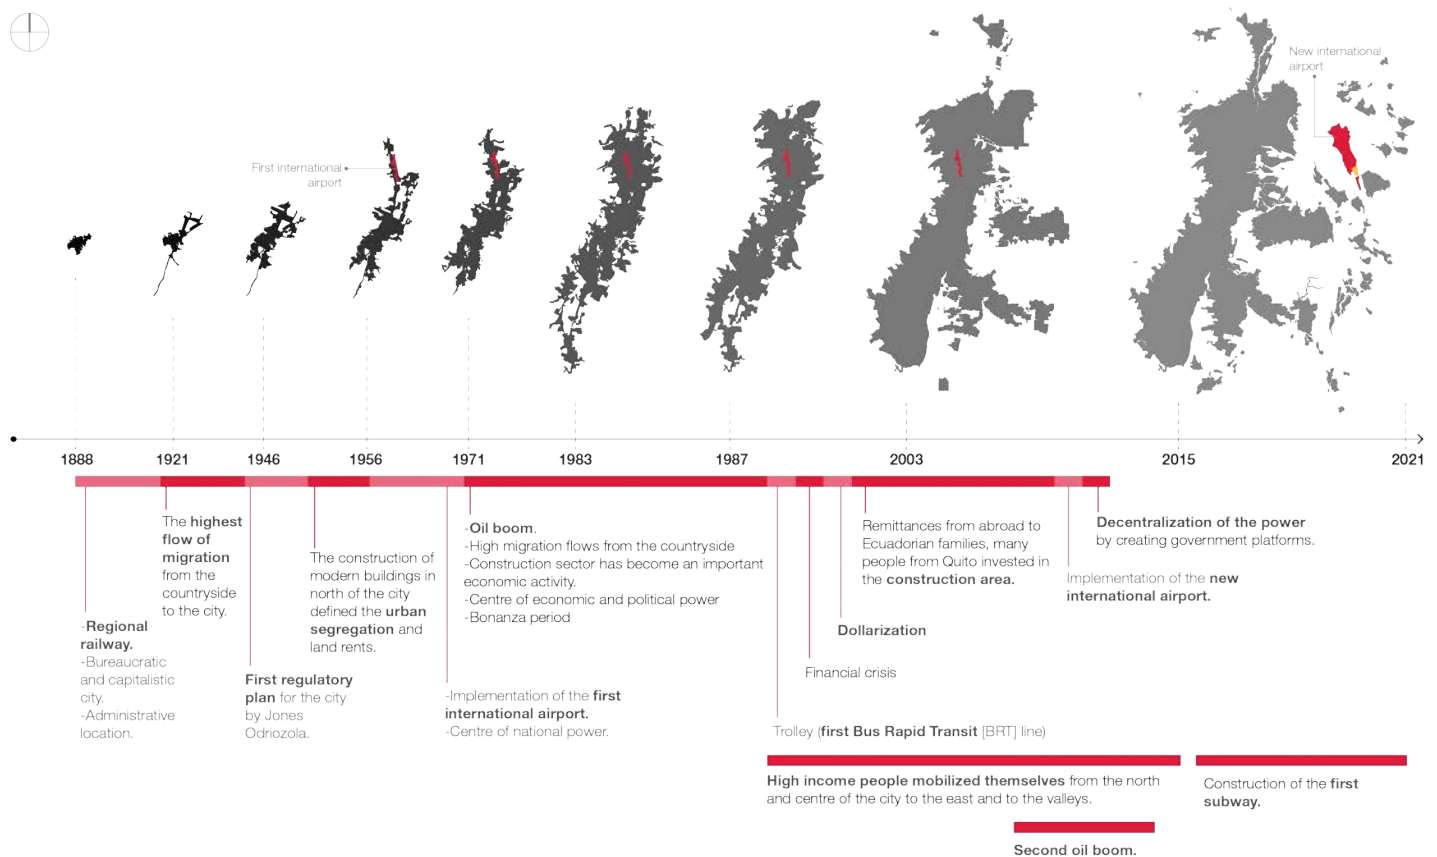 New international
airport
First international
airport
1888
1921
1946
1956
1971
1983
1987
2003
2015
2021
-Regional
railway.
-Bureaucratic
and capitalistic
city.
-Administrative
location.
The highest
flow of
migration
from the
countryside
to the city.
First regulatory
plan for the city
by Jones
Odriozola.
The construction of
modern buildings in
north of the city
defined the urban
segregation and
land rents.
-Implementation of the first
international airport.
-Centre of national power.
-Oil boom.
-High migration flows from the countryside
-Construction sector has become an important
economic activity.
-Centre of economic and political power
-Bonanza period
Trolley (first Bus Rapid Transit [BRT] line)
Financial crisis
Dollarization
Remittances from abroad to
Ecuadorian families, many
people from Quito invested in
the construction area.
Implementation of the new
international airport.
Decentralization of the power
by creating government platforms.
High income people mobilized themselves from the north
and centre of the city to the east and to the valleys.
Construction of the first
subway.
Second oil boom.